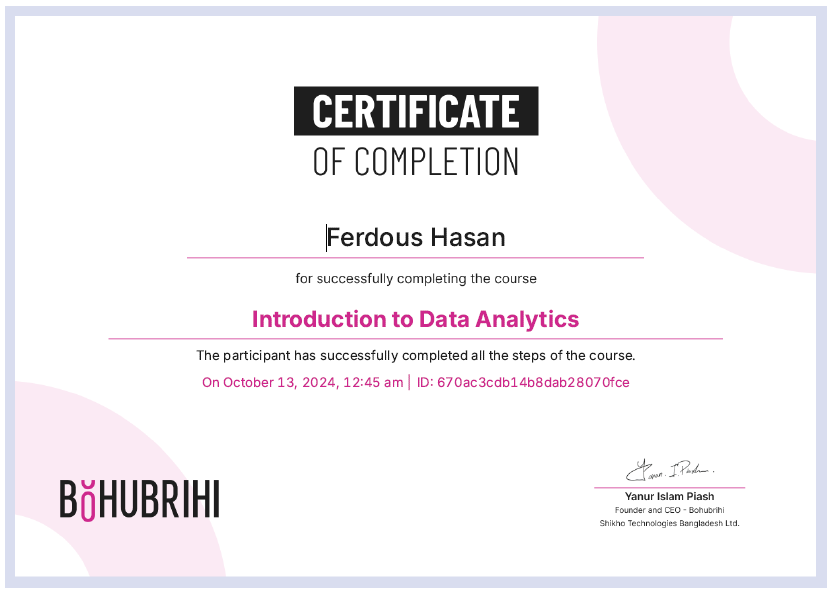 CERTIFICATE
OF COMPLETION
Ferdous Hasan
for successfully completing the course
Introduction to Data Analytics
The participant has successfully completed all the steps of the course.
On October 13, 2024, 12:45 am | ID: 670ac3cdb14b8dab28070fce
BOHUBRIHI
Yanur I. Piash.
Yanur Islam Piash
Founder and CEO - Bohubrihi
Shikho Technologies Bangladesh Ltd.